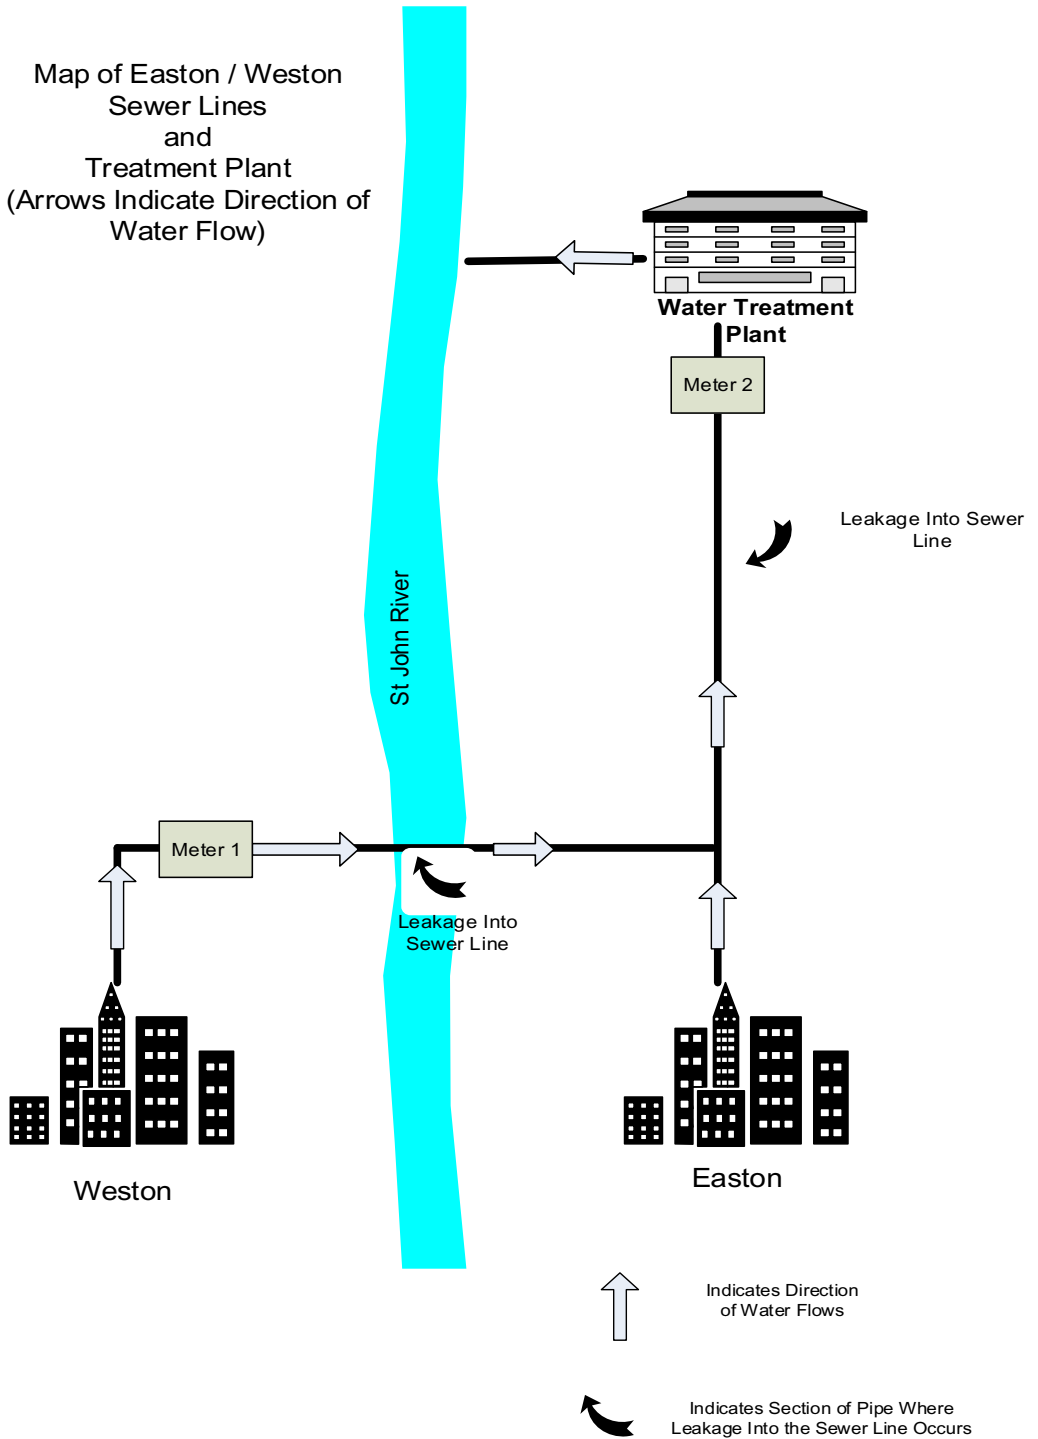 Map of Easton / Weston
Sewer Lines
and
Treatment Plant
(Arrows Indicate Direction of
Water Flow)
Water Treatment
Plant
Meter 2
Leakage Into Sewer
Line
St John River
Meter 1
Leakage Into
Sewer Line
Weston
Easton
Indicates Direction
of Water Flows
Indicates Section of Pipe Where
Leakage Into the Sewer Line Occurs